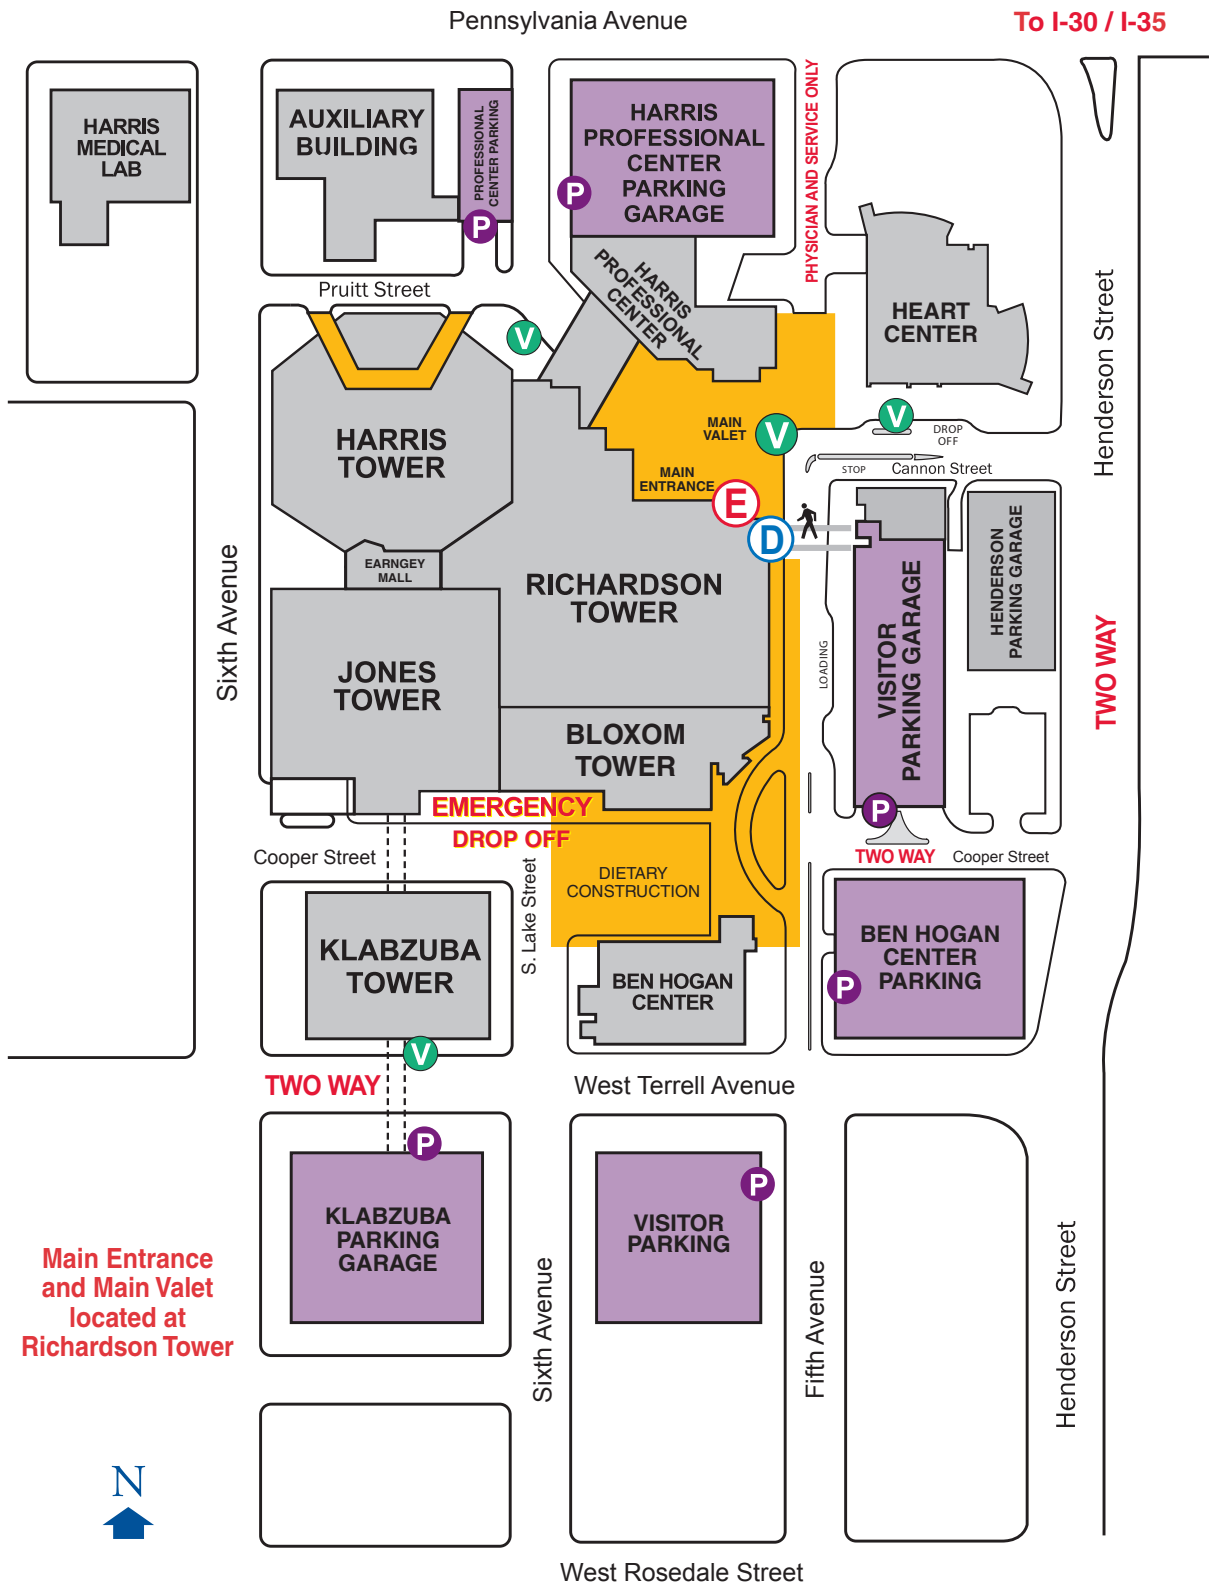 Pennsylvania Avenue
To I-30 / I-35
HARRIS
MEDICAL
LAB
AUXILIARY
BUILDING
PROFESSIONAL
CENTER PARKING
P
HARRIS
PROFESSIONAL
CENTER
PARKING
GARAGE
P
PHYSICIAN AND SERVICE ONLY
HARRIS
PROFESSIONAL
CENTER
HEART
CENTER
Henderson Street
Pruitt Street
V
HARRIS
TOWER
MAIN
VALET
V
V
DROP
OFF
STOP
Cannon Street
MAIN
ENTRANCE
E
D
EARNGEY
MALL
RICHARDSON
TOWER
Sixth Avenue
JONES
TOWER
BLOXOM
TOWER
LOADING
VISITOR
PARKING GARAGE
P
HENDERSON
PARKING GARAGE
TWO WAY
EMERGENCY
DROP OFF
Cooper Street
TWO WAY
Cooper Street
S. Lake Street
DIETARY
CONSTRUCTION
KLABZUBA
TOWER
V
BEN HOGAN
CENTER
BEN HOGAN
CENTER
PARKING
P
TWO WAY
West Terrell Avenue
P
KLABZUBA
PARKING
GARAGE
P
VISITOR
PARKING
Main Entrance
and Main Valet
located at
Richardson Tower
Sixth Avenue
Fifth Avenue
Henderson Street
N
West Rosedale Street